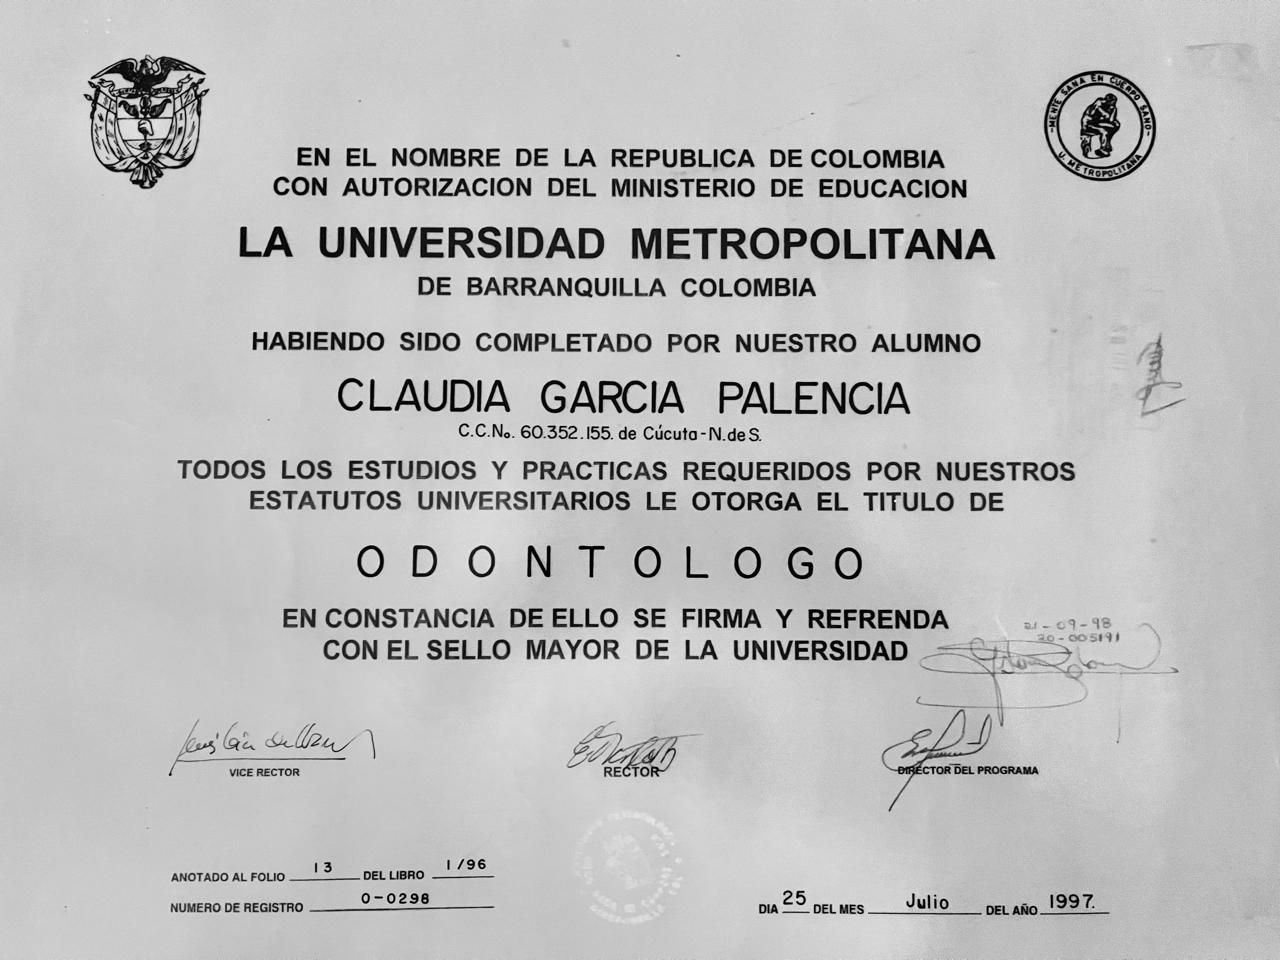 MENTE SANA EN CUERPO SANO
U. METROPOLITANA
EN EL NOMBRE DE LA REPUBLICA DE COLOMBIA
CON AUTORIZACION DEL MINISTERIO DE EDUCACION
LA UNIVERSIDAD METROPOLITANA
DE BARRANQUILLA COLOMBIA
HABIENDO SIDO COMPLETADO POR NUESTRO ALUMNO
CLAUDIA GARCIA PALENCIA
C.C.No. 60.352.155. de Cúcuta-N.de S.
TODOS LOS ESTUDIOS Y PRACTICAS REQUERIDOS POR NUESTROS
ESTATUTOS UNIVERSITARIOS LE OTORGA EL TITULO DE
ODONTOLOGO
EN CONSTANCIA DE ELLO SE FIRMA Y REFRENDA
CON EL SELLO MAYOR DE LA UNIVERSIDAD
21-09-98
20-005191
VICE RECTOR
RECTOR
DIRECTOR DEL PROGRAMA
ANOTADO AL FOLIO 13 DEL LIBRO 1/96
NUMERO DE REGISTRO 0-0298
DIA 25 DEL MES Julio DEL AÑO 1997.